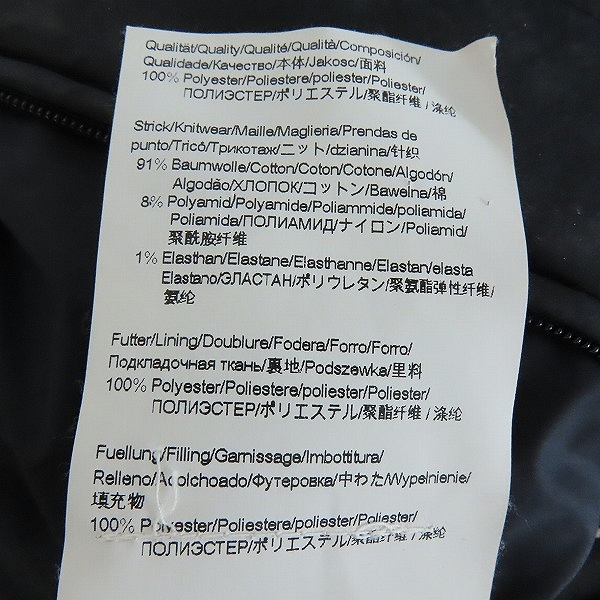 Qualität/Quality/Qualité/Qualità/Composición/
Qualidade/Качество/本体/Jakosc/面料
100% Polyester/Poliestere/poliester/Poliester/
ПОЛИЭСТЕР/ポリエステル/聚酯纤维 / 涤纶
Strick/Knitwear/Maille/Maglieria/Prendas de
punto/Tricô/Трикотаж/ニット/dzianina/针织
91% Baumwolle/Cotton/Coton/Cotone/Algodón/
Algodão/ХЛОПОК/コットン/Bawelna/棉
8% Polyamid/Polyamide/Poliammide/poliamida/
Poliamida/ПОЛИАМИД/ナイロン/Poliamid/
聚酰胺纤维
1% Elasthan/Elastane/Elasthanne/Elastan/elasta
Elastano/ЭЛАСТАН/ポリウレタン/聚氨酯弹性纤维/
氨纶
Futter/Lining/Doublure/Fodera/Forro/Forro/
Подкладочная ткань/裏地/Podszewka/里料
100% Polyester/Poliestere/poliester/Poliester/
ПОЛИЭСТЕР/ポリエステル/聚酯纤维 / 涤纶
Fuellung/Filling/Garnissage/Imbottitura/
Relleno/Acolchoado/Футеровка/中わた/Wypelnienie/
填充物
100% Polyester/Poliestere/poliester/Poliester/
ПОЛИЭСТЕР/ポリエステル/聚酯纤维 / 涤纶